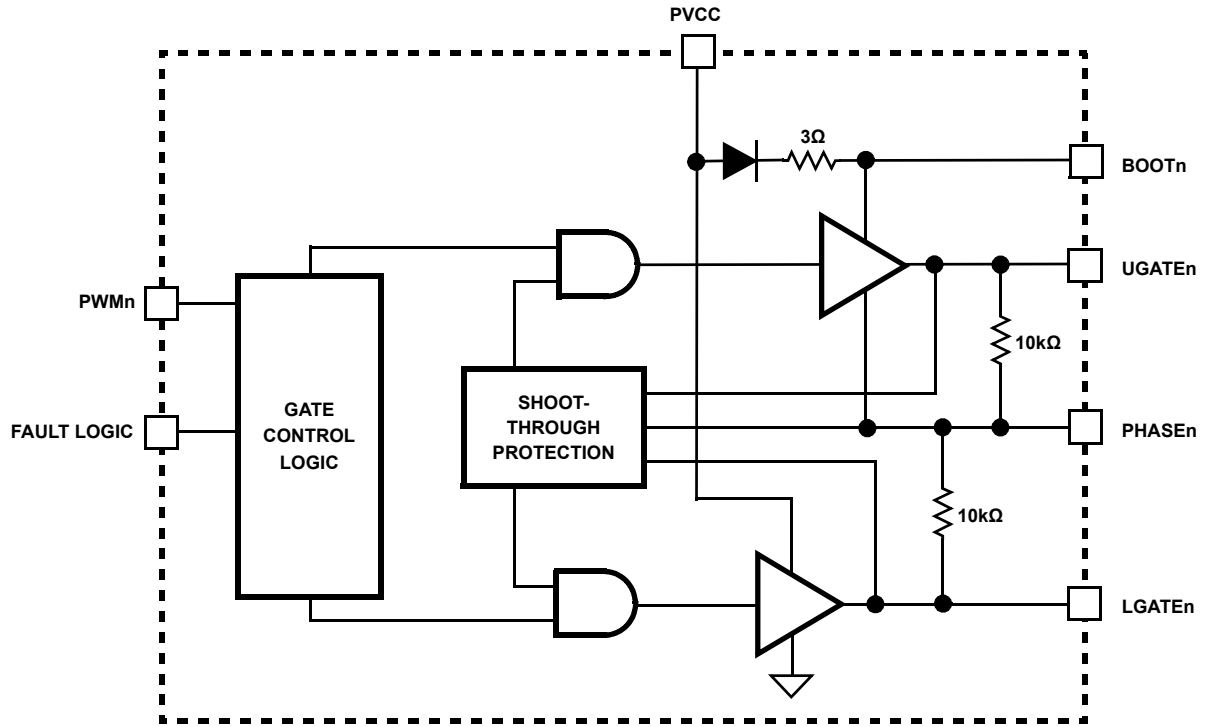 PVCC
3Ω
BOOTn
UGATEn
PWMn
10kΩ
GATE
CONTROL
LOGIC
SHOOT-
THROUGH
PROTECTION
FAULT LOGIC
PHASEn
10kΩ
LGATEn